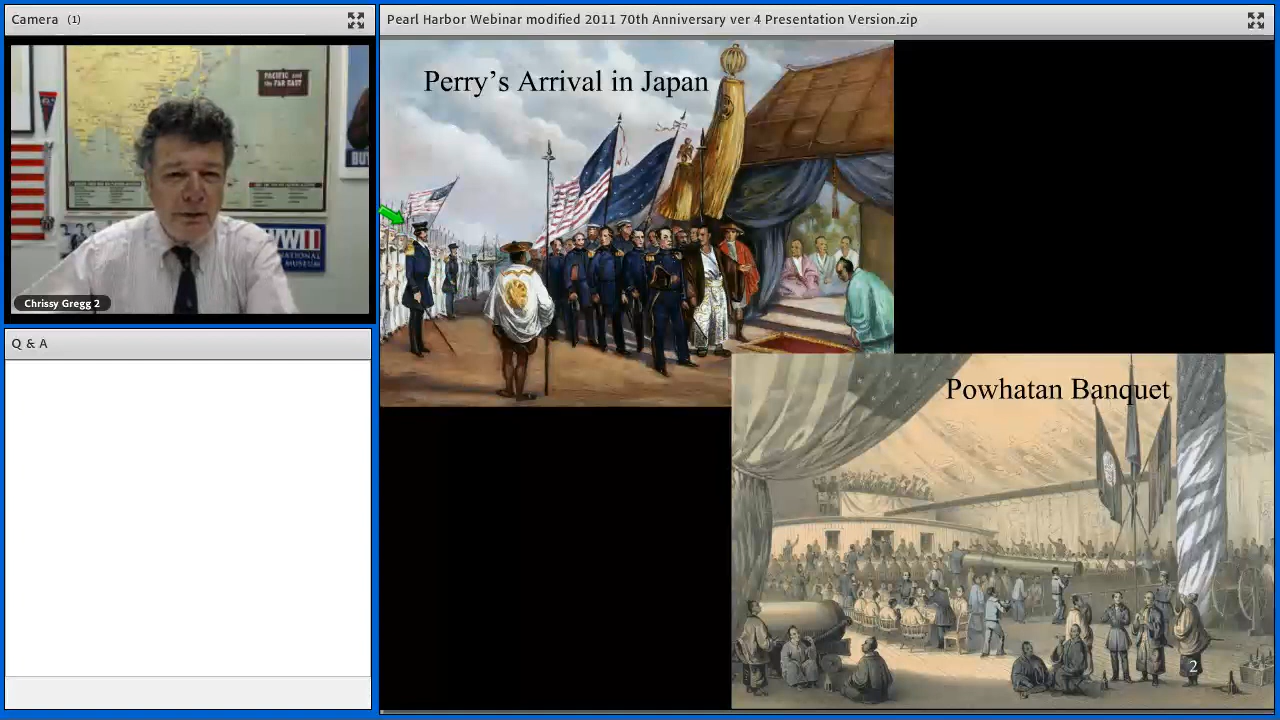 Camera (1)
PACIFIC and
the FAR EAST
WWII
NATIONAL
MUSEUM
Chrissy Gregg 2
Q & A
Pearl Harbor Webinar modified 2011 70th Anniversary ver 4 Presentation Version.zip
Perry’s Arrival in Japan
Powhatan Banquet
2